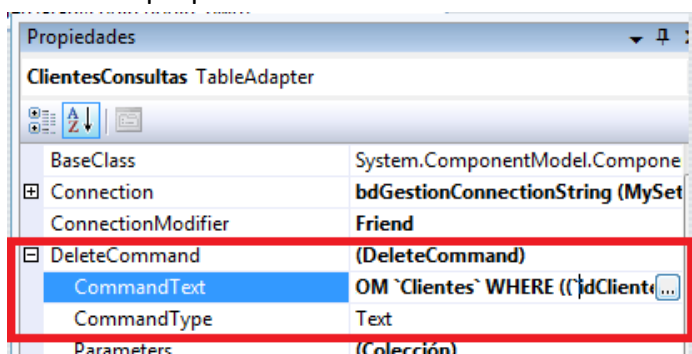 Propiedades
ClientesConsultas TableAdapter
BaseClass System.ComponentModel.Compone
Connection bdGestionConnectionString (MySet
ConnectionModifier Friend
DeleteCommand (DeleteCommand)
CommandText OM `Clientes` WHERE ((`idCliente ...
CommandType Text
Parameters (Colección)